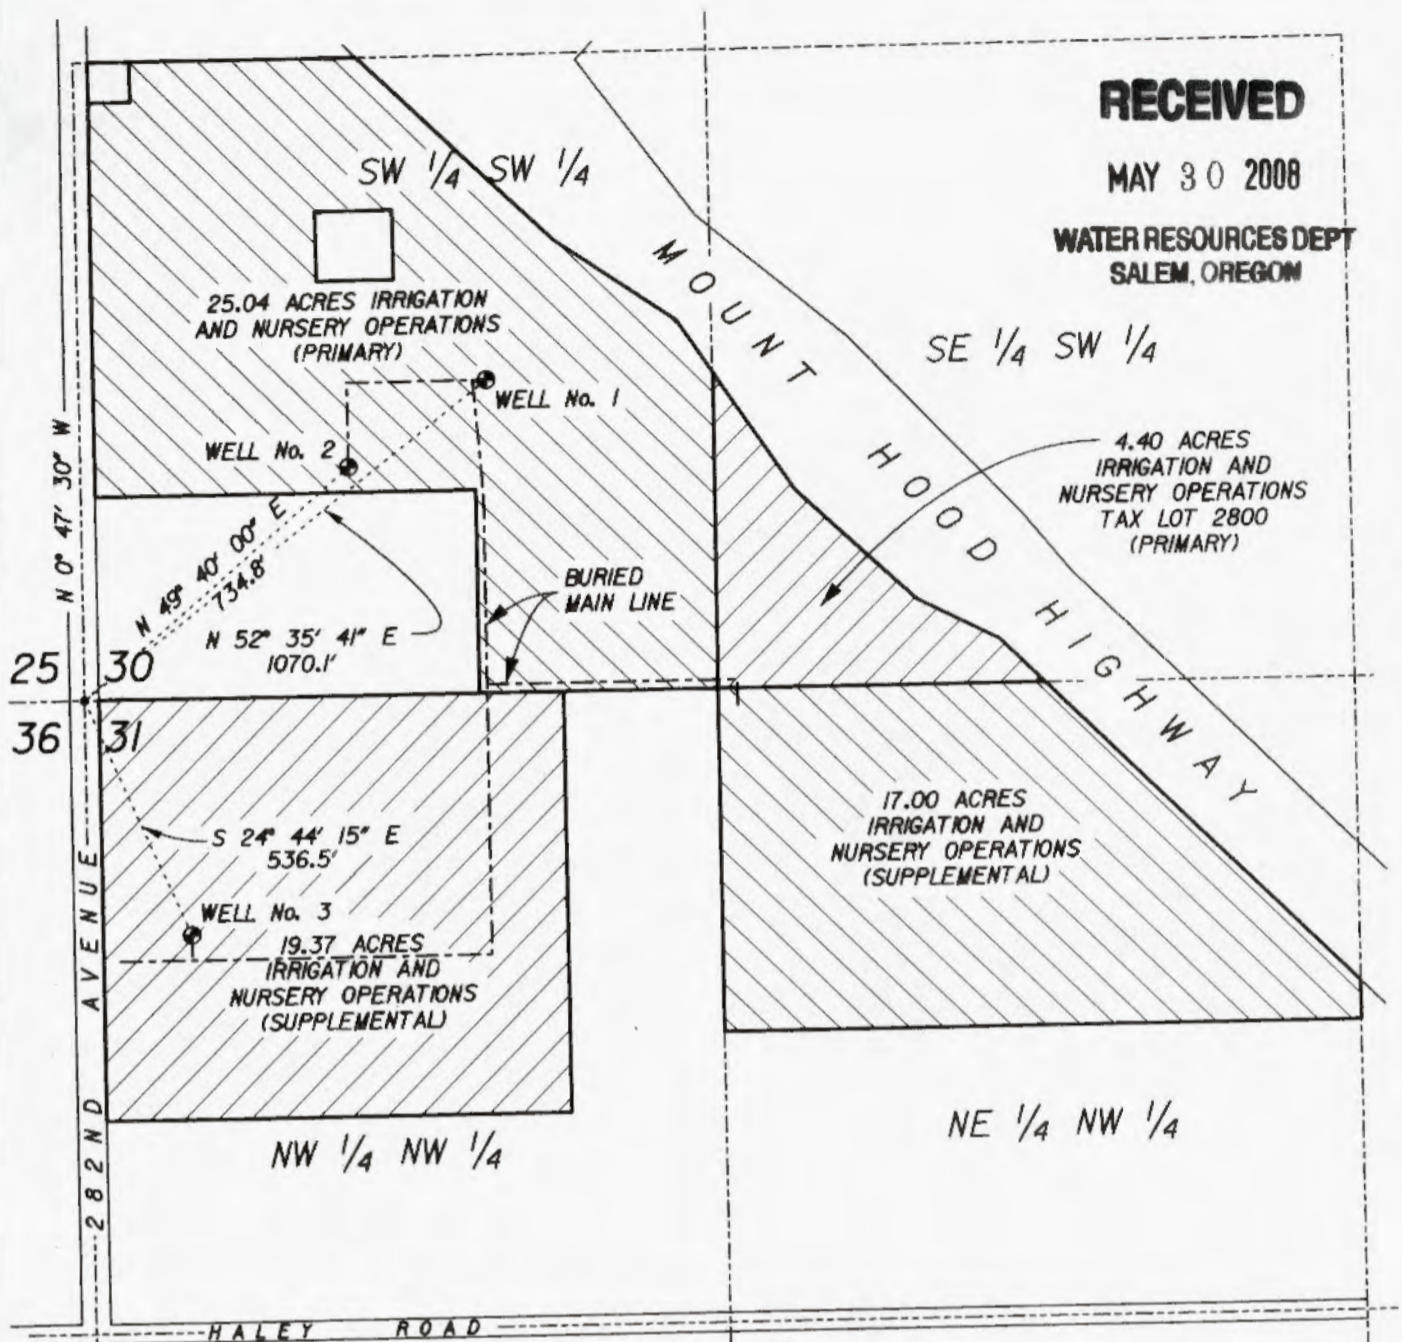 RECEIVED
MAY 30 2008
WATER RESOURCES DEPT
SALEM, OREGON
SW 1/4 SW 1/4
MOUNT HOOD HIGHWAY
25.04 ACRES IRRIGATION
AND NURSERY OPERATIONS
(PRIMARY)
SE 1/4 SW 1/4
WELL No. 1
WELL No. 2
4.40 ACRES
IRRIGATION AND
NURSERY OPERATIONS
TAX LOT 2800
(PRIMARY)
N 0° 47' 30" W
N 49° 40' 00" E
734.8'
BURIED
MAIN LINE
N 52° 35' 41" E
1070.1'
25 30
36 31
S 24° 44' 15" E
536.5'
17.00 ACRES
IRRIGATION AND
NURSERY OPERATIONS
(SUPPLEMENTAL)
WELL No. 3
19.37 ACRES
IRRIGATION AND
NURSERY OPERATIONS
(SUPPLEMENTAL)
282ND AVENUE
NW 1/4 NW 1/4
NE 1/4 NW 1/4
HALEY ROAD